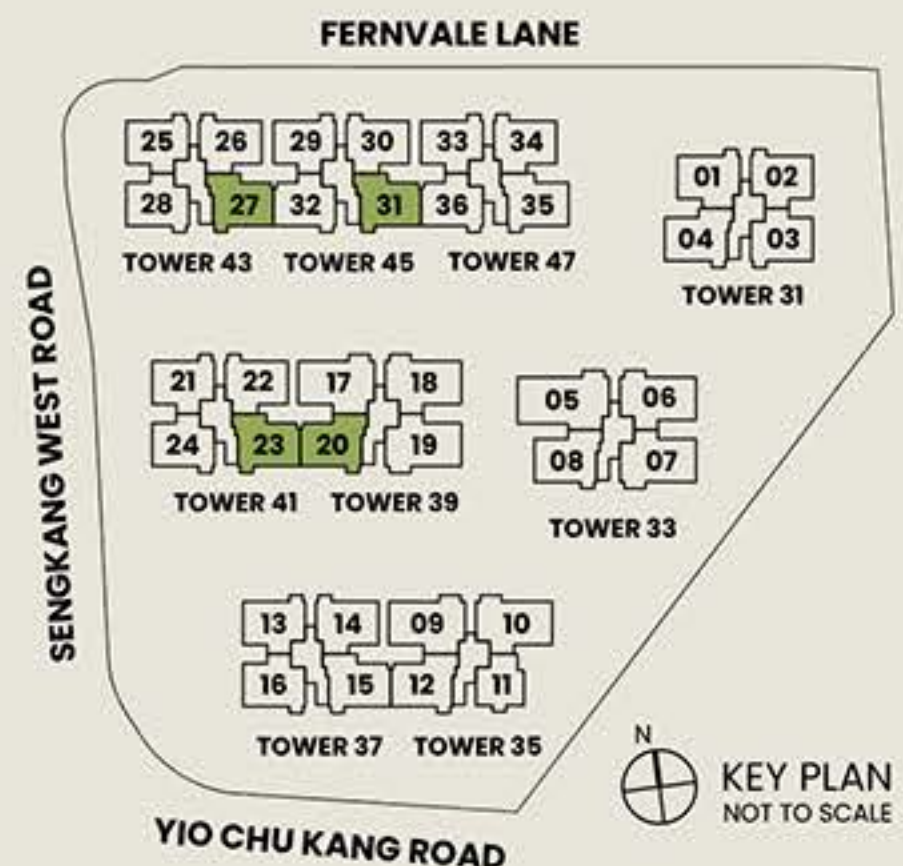 FERNVALE LANE
25 26 29 30 33 34
28 27 32 31 36 35
TOWER 43 TOWER 45 TOWER 47
01 02
04 03
TOWER 31
SENGKANG WEST ROAD
21 22 17 18
24 23 20 19
TOWER 41 TOWER 39
05 06
08 07
TOWER 33
13 14 09 10
16 15 12 11
TOWER 37 TOWER 35
N
KEY PLAN
NOT TO SCALE
YIO CHU KANG ROAD